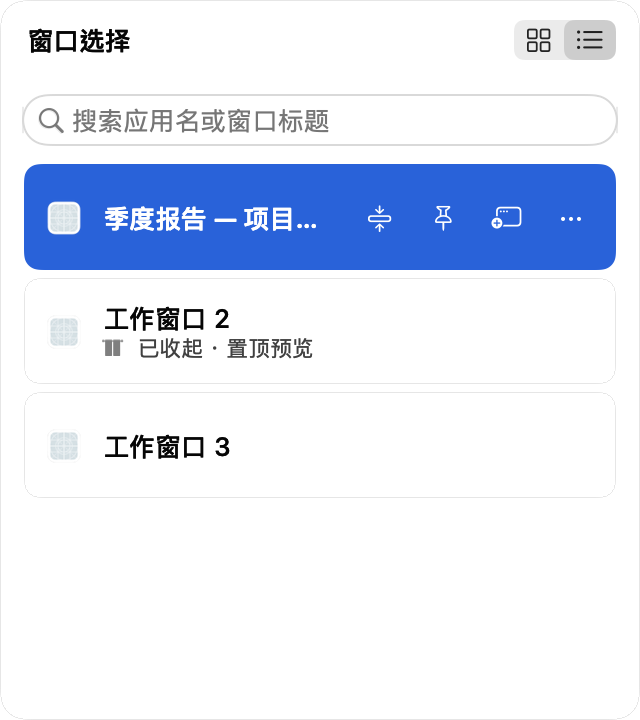 窗口选择
搜索应用名或窗口标题
季度报告 — 项目...
工作窗口 2
已收起 · 置顶预览
工作窗口 3